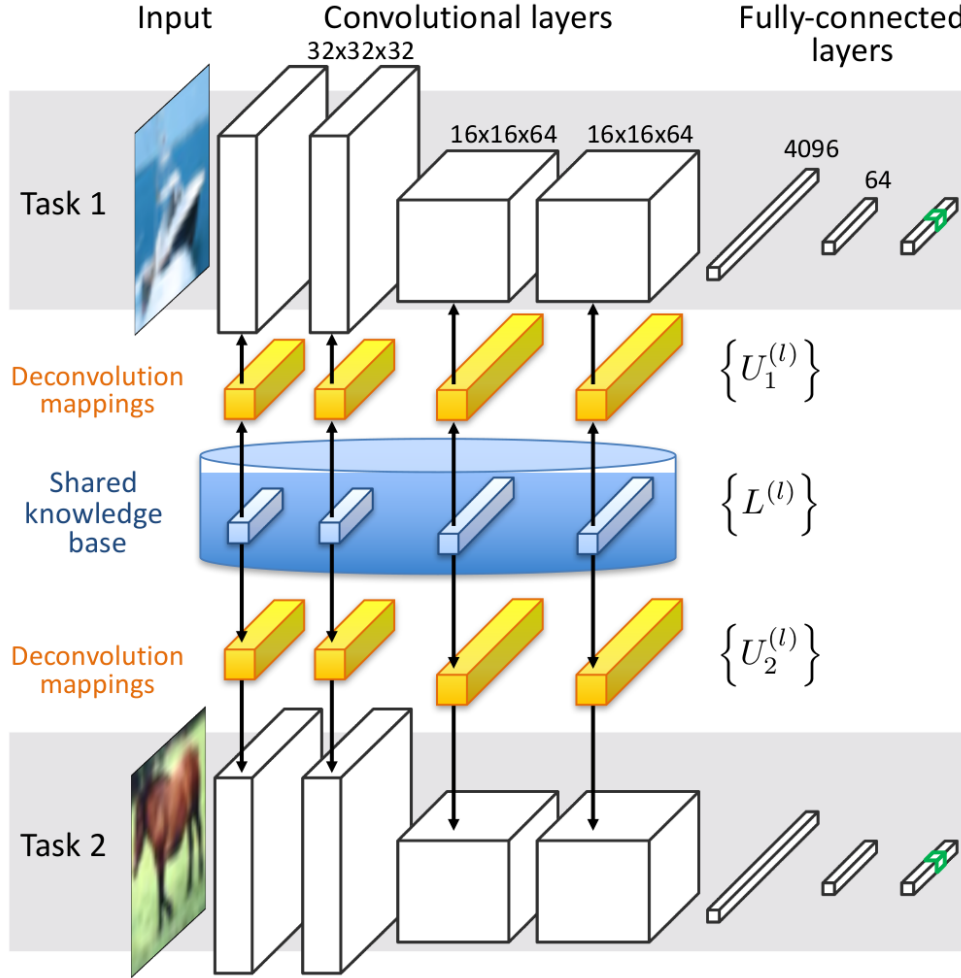 Input
Convolutional layers
Fully-connected
layers
32x32x32
16x16x64
16x16x64
4096
64
Task 1
Deconvolution
mappings
{U_1^{(l)}}
Shared
knowledge
base
{L^{(l)}}
Deconvolution
mappings
{U_2^{(l)}}
Task 2